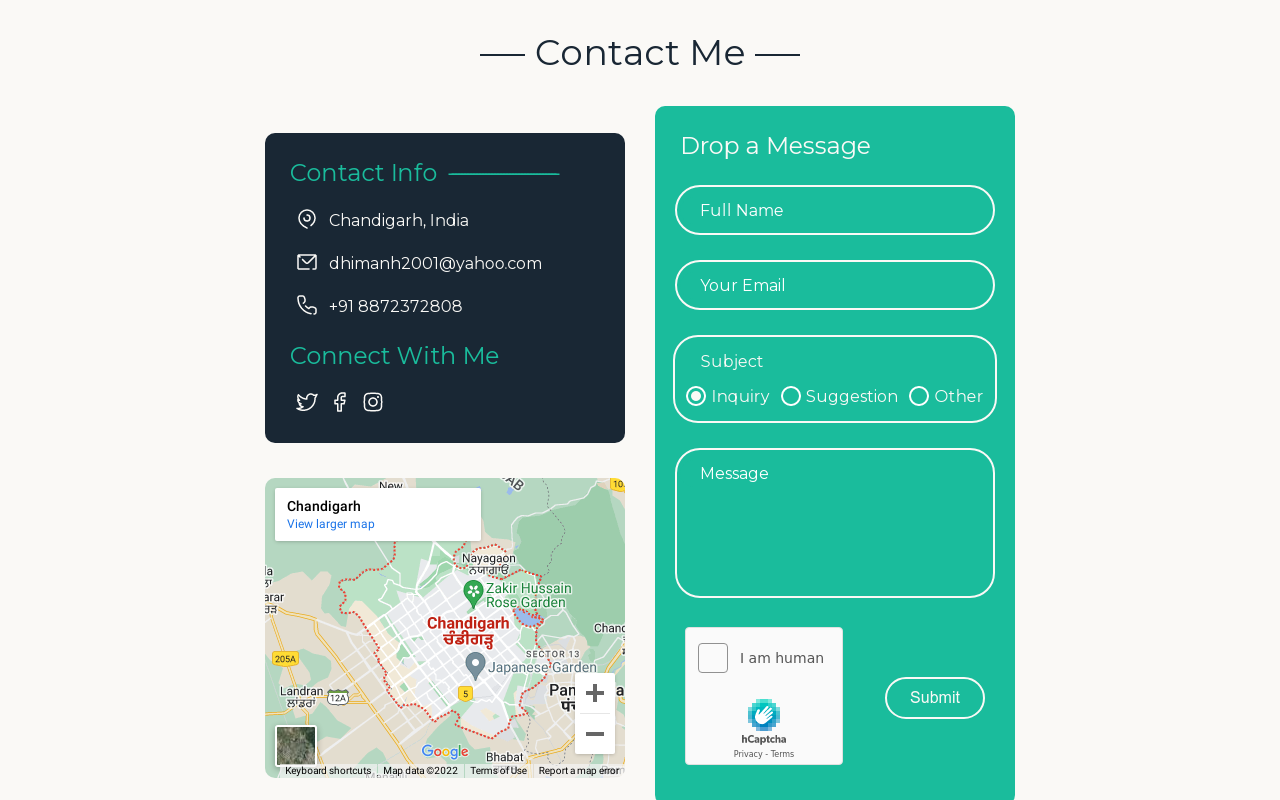 Contact Me
Contact Info
Chandigarh, India
dhimanh2001@yahoo.com
+91 8872372808
Connect With Me
New
Chandigarh
View larger map
Nayagaon
ਨਯਾਗਾਓਂ
Zakir Hussain
Rose Garden
Chandigarh
ਚੰਡੀਗੜ੍ਹ
SECTOR 13
Japanese Garden
205A
5
Landran
ਲਾਂਡਰਾਂ
12A
Google
Bhabat
Keyboard shortcuts
Map data ©2022
Terms of Use
Report a map error
Drop a Message
Full Name
Your Email
Subject
Inquiry
Suggestion
Other
Message
I am human
hCaptcha
Privacy - Terms
Submit